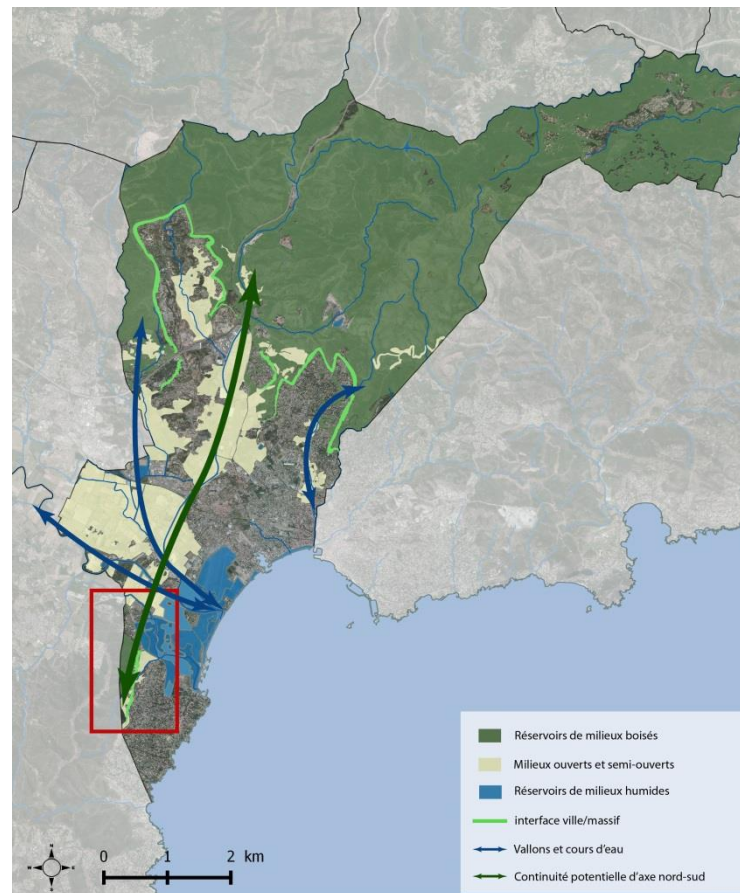 Réservoirs de milieux boisés
Milieux ouverts et semi-ouverts
Réservoirs de milieux humides
interface ville/massif
Vallons et cours d'eau
Continuité potentielle d'axe nord-sud
0 1 2 km